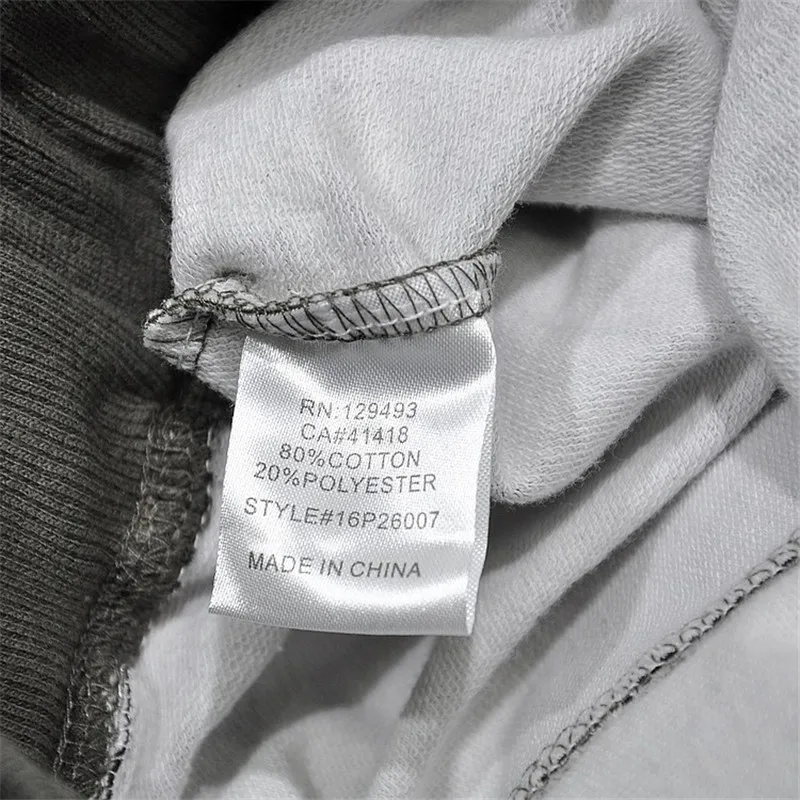 RN:129493
CA#41418
80%COTTON
20%POLYESTER
STYLE#16P26007
MADE IN CHINA